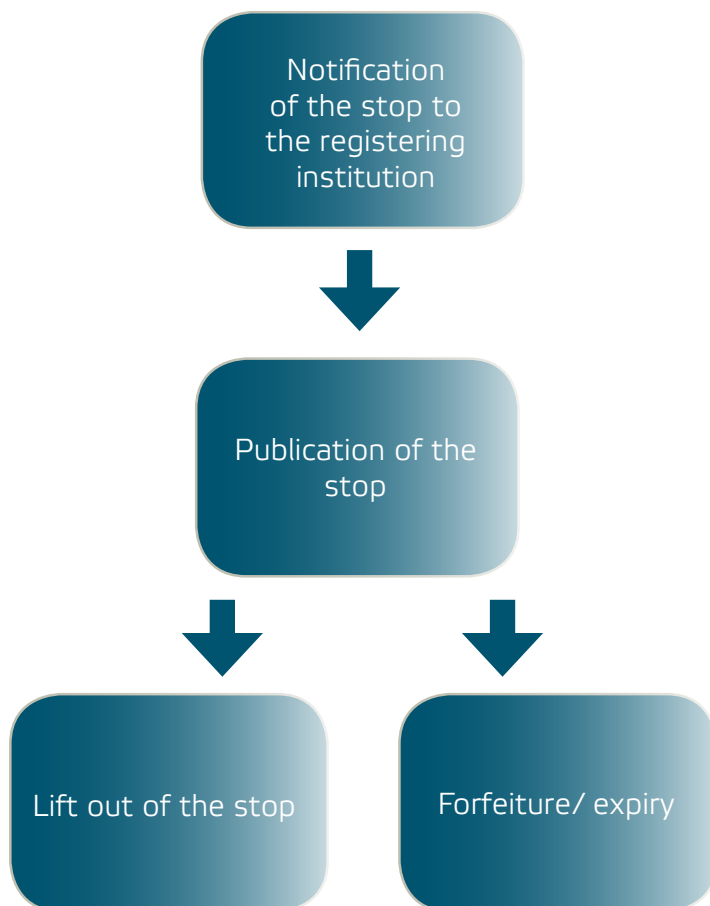 Notification
of the stop to
the registering
institution
Publication of the
stop
Lift out of the stop
Forfeiture/ expiry